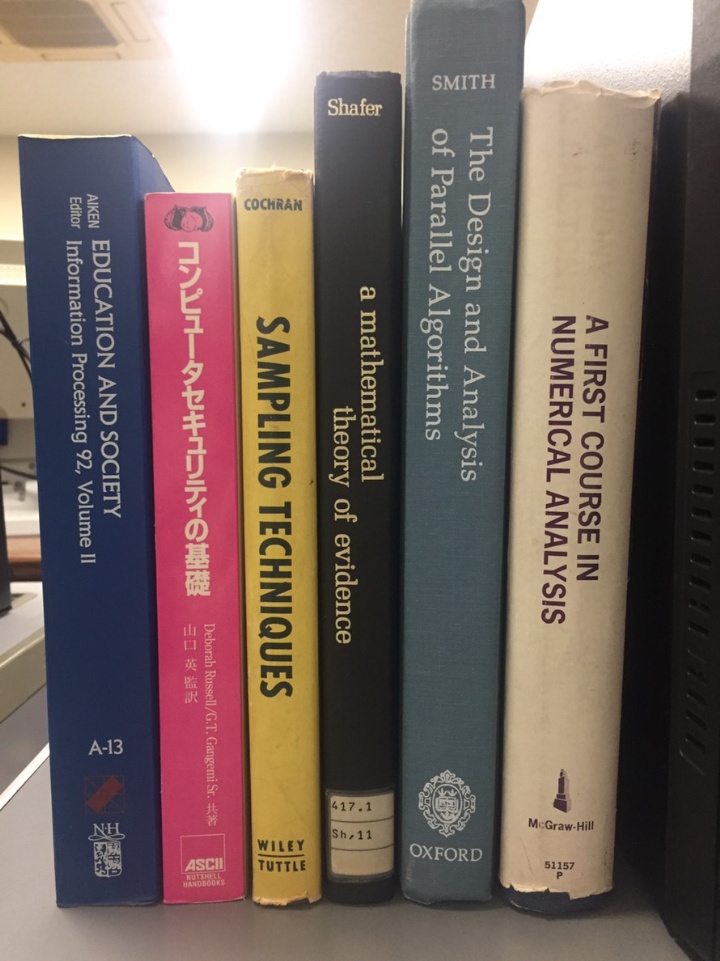 AIKEN
Editor
EDUCATION AND SOCIETY
Information Processing 92, Volume II
A-13
N·H
コンピュータセキュリティの基礎
Deborah Russell/G.T. Gangemi Sr. 共著
山口 英 監訳
ASCII
NUTSHELL
HANDBOOKS
COCHRAN
SAMPLING TECHNIQUES
WILEY
TUTTLE
Shafer
a mathematical
theory of evidence
417.1
Sh,11
SMITH
The Design and Analysis
of Parallel Algorithms
OXFORD
A FIRST COURSE IN
NUMERICAL ANALYSIS
McGraw-Hill
51157
P